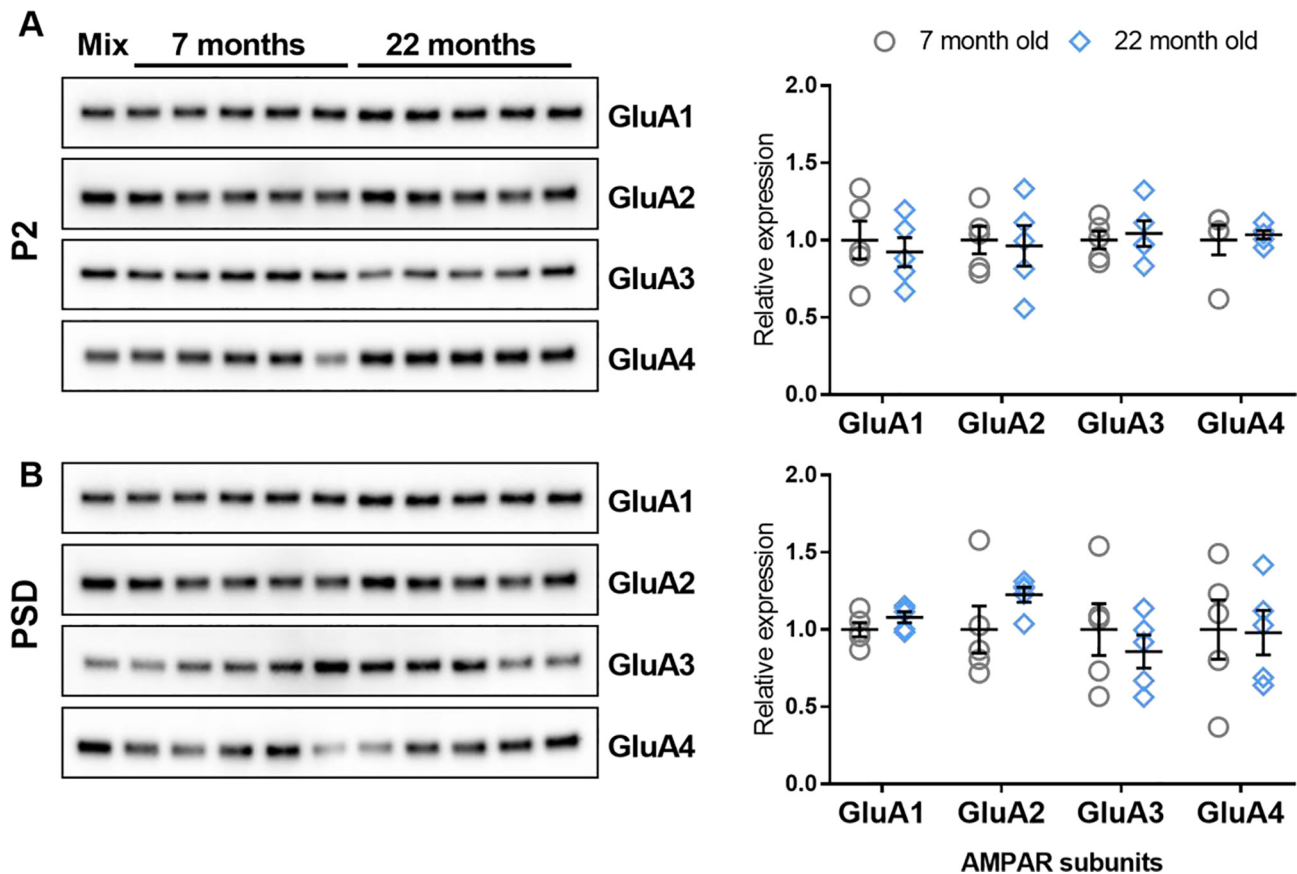 A
Mix 7 months 22 months
GluA1
GluA2
GluA3
GluA4
P2
7 month old 22 month old
2.0
1.5
1.0
0.5
0.0
Relative expression
GluA1 GluA2 GluA3 GluA4
B
GluA1
GluA2
GluA3
GluA4
PSD
2.0
1.5
1.0
0.5
0.0
Relative expression
GluA1 GluA2 GluA3 GluA4
AMPAR subunits